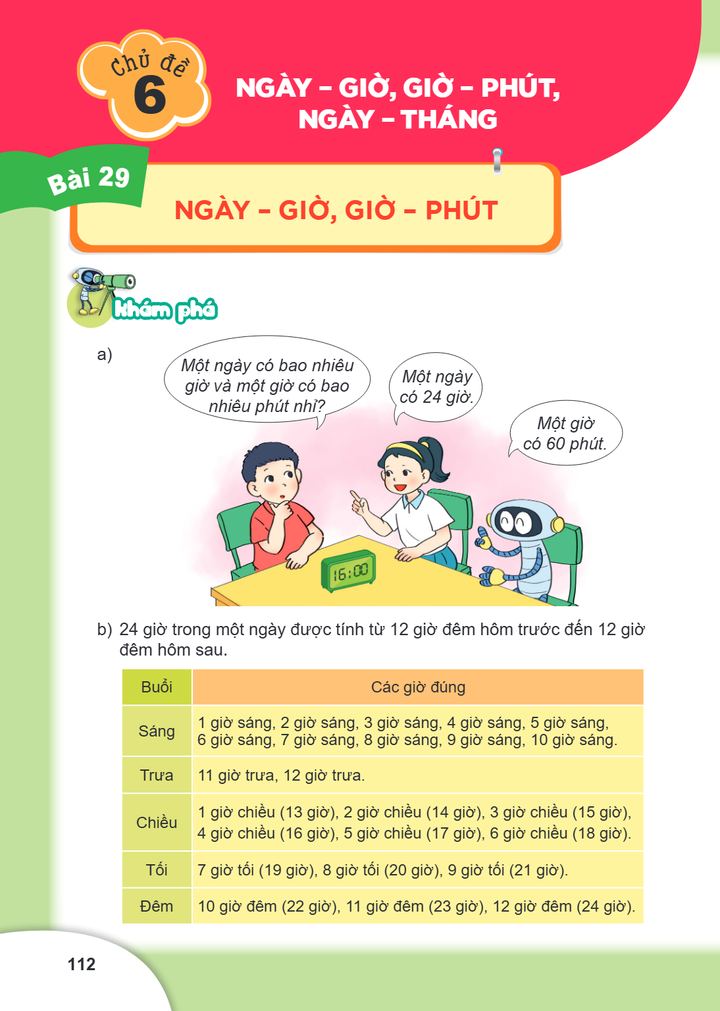 Chủ đề
6
NGÀY – GIỜ, GIỜ – PHÚT,
NGÀY – THÁNG
Bài 29
NGÀY – GIỜ, GIỜ – PHÚT
khám phá
a)
Một ngày có bao nhiêu
giờ và một giờ có bao
nhiêu phút nhỉ?
Một ngày
có 24 giờ.
Một giờ
có 60 phút.
16:00
b) 24 giờ trong một ngày được tính từ 12 giờ đêm hôm trước đến 12 giờ
đêm hôm sau.
Buổi Các giờ đúng
Sáng 1 giờ sáng, 2 giờ sáng, 3 giờ sáng, 4 giờ sáng, 5 giờ sáng,
6 giờ sáng, 7 giờ sáng, 8 giờ sáng, 9 giờ sáng, 10 giờ sáng.
Trưa 11 giờ trưa, 12 giờ trưa.
Chiều 1 giờ chiều (13 giờ), 2 giờ chiều (14 giờ), 3 giờ chiều (15 giờ),
4 giờ chiều (16 giờ), 5 giờ chiều (17 giờ), 6 giờ chiều (18 giờ).
Tối 7 giờ tối (19 giờ), 8 giờ tối (20 giờ), 9 giờ tối (21 giờ).
Đêm 10 giờ đêm (22 giờ), 11 giờ đêm (23 giờ), 12 giờ đêm (24 giờ).
112